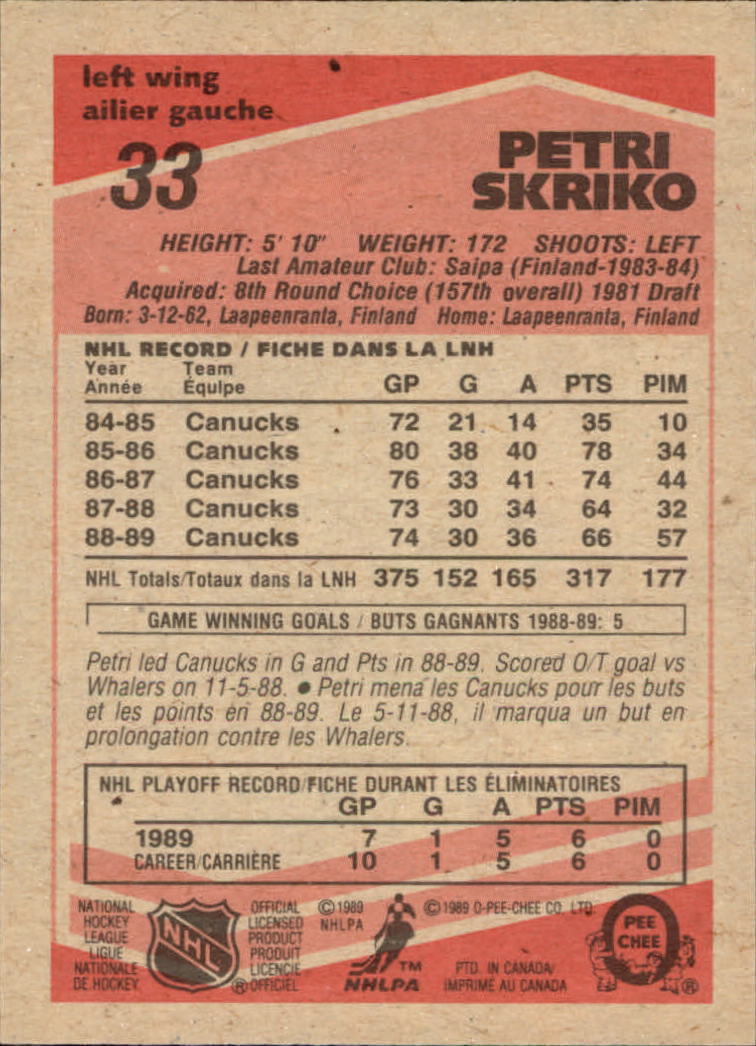 left wing
ailier gauche
33
PETRI
SKRIKO
HEIGHT: 5' 10" WEIGHT: 172 SHOOTS: LEFT
Last Amateur Club: Saipa (Finland-1983-84)
Acquired: 8th Round Choice (157th overall) 1981 Draft
Born: 3-12-62, Laapeenranta, Finland Home: Laapeenranta, Finland
NHL RECORD / FICHE DANS LA LNH
Year Team
Année Équipe GP G A PTS PIM
84-85 Canucks 72 21 14 35 10
85-86 Canucks 80 38 40 78 34
86-87 Canucks 76 33 41 74 44
87-88 Canucks 73 30 34 64 32
88-89 Canucks 74 30 36 66 57
NHL Totals/Totaux dans la LNH 375 152 165 317 177
GAME WINNING GOALS / BUTS GAGNANTS 1988-89: 5
Petri led Canucks in G and Pts in 88-89. Scored O/T goal vs
Whalers on 11-5-88. ● Petri mena les Canucks pour les buts
et les points en 88-89. Le 5-11-88, il marqua un but en
prolongation contre les Whalers.
NHL PLAYOFF RECORD/FICHE DURANT LES ÉLIMINATOIRES
GP G A PTS PIM
1989 7 1 5 6 0
CAREER/CARRIÈRE 10 1 5 6 0
NATIONAL
HOCKEY
LEAGUE
LIGUE
NATIONALE
DE HOCKEY
NHL
®
OFFICIAL
LICENSED
PRODUCT
PRODUIT
LICENCIE
OFFICIEL
© 1989
NHLPA
TM
NHLPA
© 1989 O-PEE-CHEE CO. LTD.
PTD. IN CANADA/
IMPRIMÉ AU CANADA
O
PEE
CHEE
®